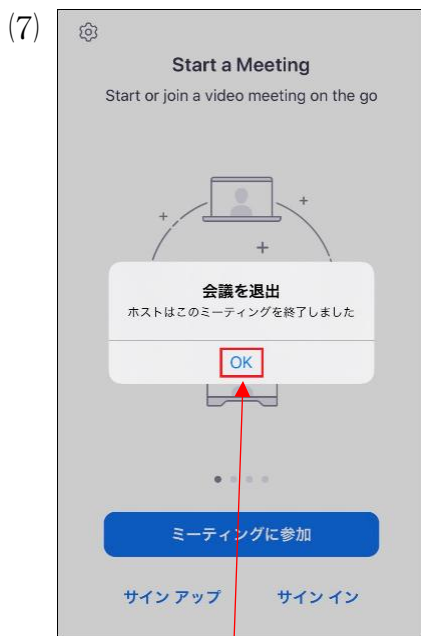 (7)
Start a Meeting
Start or join a video meeting on the go
会議を退出
ホストはこのミーティングを終了しました
OK
ミーティングに参加
サイン アップ サイン イン